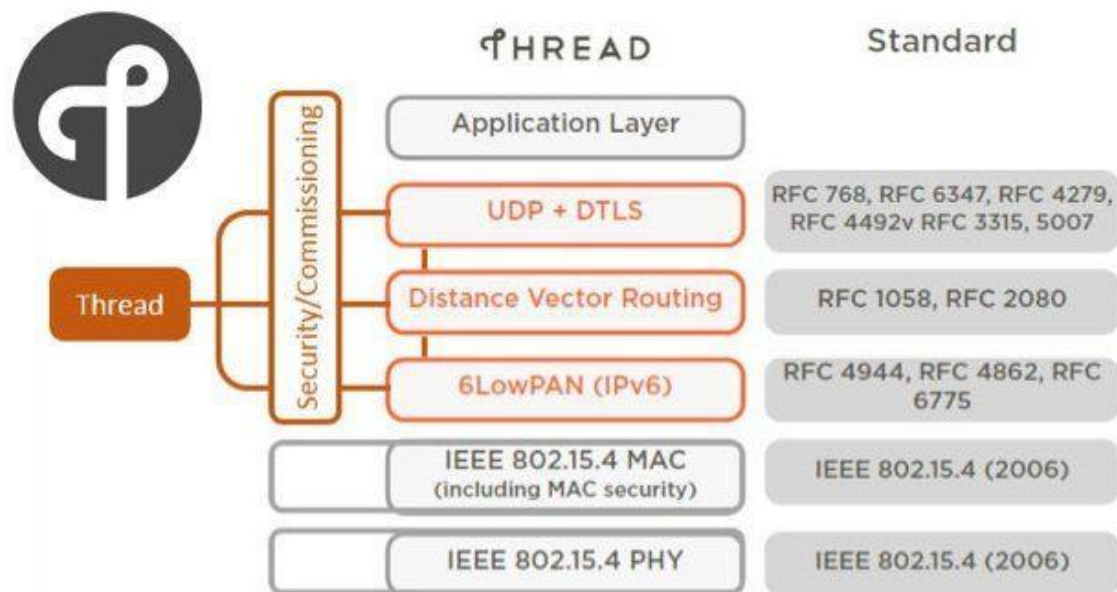 THREAD
Standard
Security/Commissioning
Application Layer
UDP + DTLS
RFC 768, RFC 6347, RFC 4279,
RFC 4492v RFC 3315, 5007
Thread
Distance Vector Routing
RFC 1058, RFC 2080
6LowPAN (IPv6)
RFC 4944, RFC 4862, RFC
6775
IEEE 802.15.4 MAC
(including MAC security)
IEEE 802.15.4 (2006)
IEEE 802.15.4 PHY
IEEE 802.15.4 (2006)